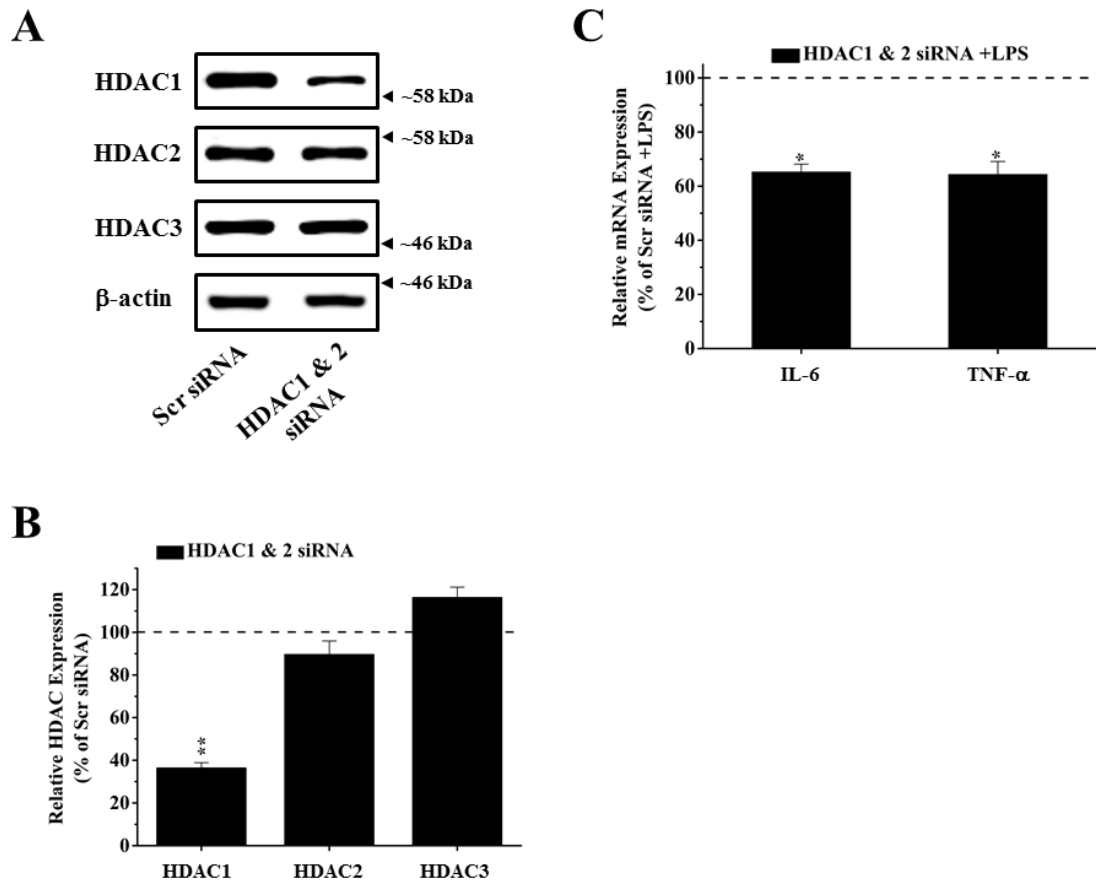 A
HDAC1
◄ ~58 kDa
HDAC2
◄ ~58 kDa
HDAC3
◄ ~46 kDa
β-actin
◄ ~46 kDa
Scr siRNA
HDAC1 & 2
siRNA
B
HDAC1 & 2 siRNA
Relative HDAC Expression
(% of Scr siRNA)
120
100
80
60
40
20
0
**
HDAC1
HDAC2
HDAC3
C
HDAC1 & 2 siRNA +LPS
Relative mRNA Expression
(% of Scr siRNA +LPS)
100
80
60
40
20
0
*
*
IL-6
TNF-α